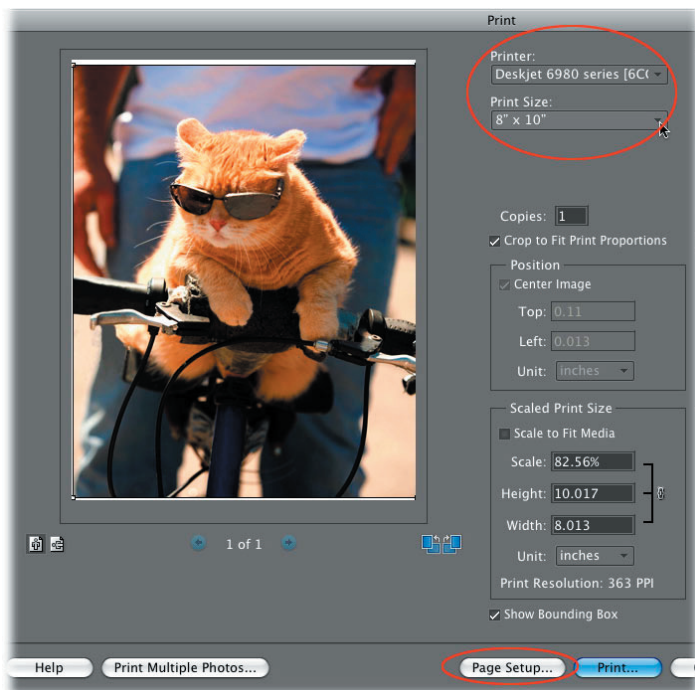 Print
Printer:
Deskjet 6980 series [6C
Print Size:
8" x 10"
Copies: 1
Crop to Fit Print Proportions
Position
Center Image
Top: 0.11
Left: 0.013
Unit: inches
Scaled Print Size
Scale to Fit Media
Scale: 82.56%
Height: 10.017
Width: 8.013
Unit: inches
Print Resolution: 363 PPI
Show Bounding Box
1 of 1
Help
Print Multiple Photos...
Page Setup...
Print...